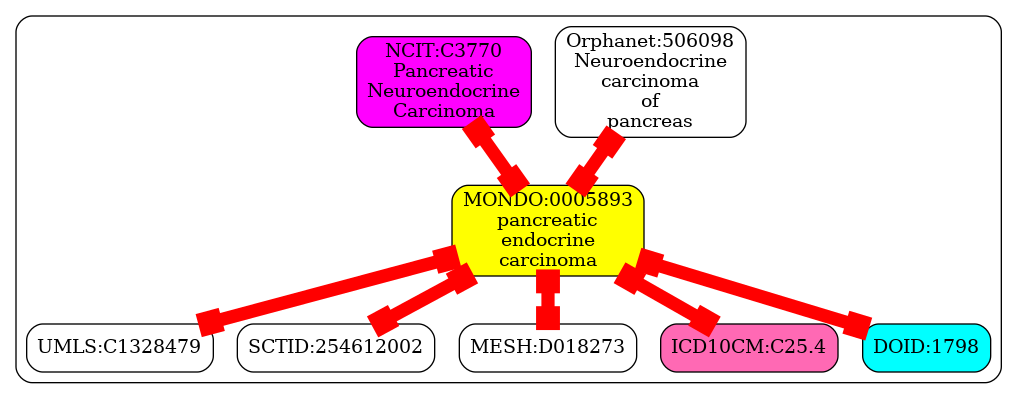 NCIT:C3770
Pancreatic
Neuroendocrine
Carcinoma
Orphanet:506098
Neuroendocrine
carcinoma
of
pancreas
MONDO:0005893
pancreatic
endocrine
carcinoma
UMLS:C1328479
SCTID:254612002
MESH:D018273
ICD10CM:C25.4
DOID:1798